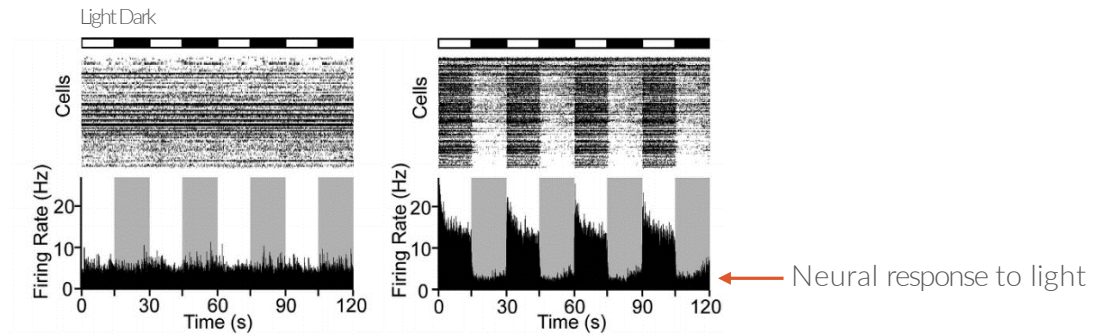 Light Dark
Cells
Firing Rate (Hz)
20
10
0
0 30 60 90 120
Time (s)
Cells
Firing Rate (Hz)
20
10
0
0 30 60 90 120
Time (s)
Neural response to light